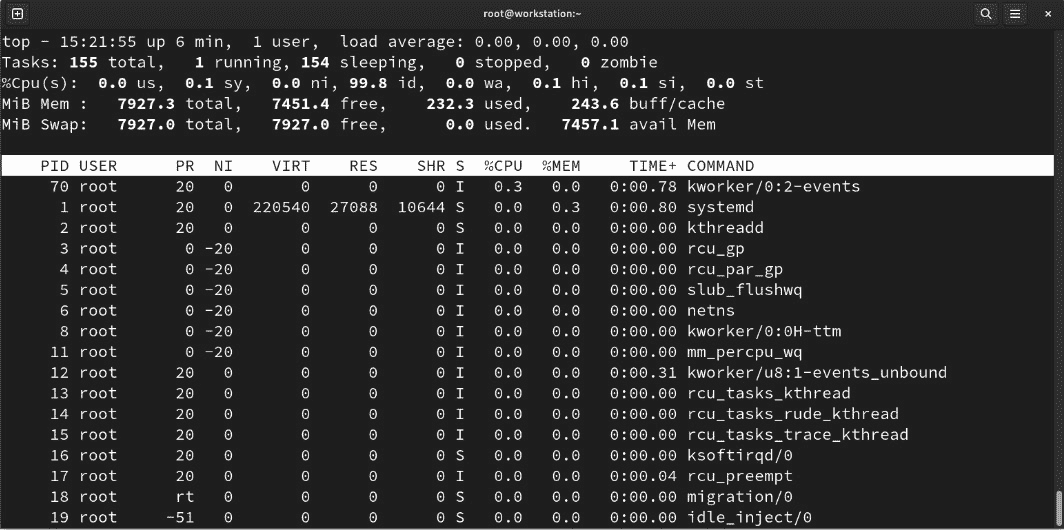 root@workstation:~
top - 15:21:55 up 6 min,  1 user,  load average: 0.00, 0.00, 0.00
Tasks: 155 total,   1 running, 154 sleeping,   0 stopped,   0 zombie
%Cpu(s):  0.0 us,  0.1 sy,  0.0 ni, 99.8 id,  0.0 wa,  0.1 hi,  0.1 si,  0.0 st
MiB Mem :   7927.3 total,   7451.4 free,    232.3 used,    243.6 buff/cache
MiB Swap:   7927.0 total,   7927.0 free,      0.0 used.   7457.1 avail Mem
PID USER      PR  NI    VIRT    RES    SHR S  %CPU  %MEM     TIME+ COMMAND
70 root      20   0       0      0      0 I   0.3   0.0   0:00.78 kworker/0:2-events
1 root      20   0  220540  27088  10644 S   0.0   0.3   0:00.80 systemd
2 root      20   0       0      0      0 S   0.0   0.0   0:00.00 kthreadd
3 root       0 -20       0      0      0 I   0.0   0.0   0:00.00 rcu_gp
4 root       0 -20       0      0      0 I   0.0   0.0   0:00.00 rcu_par_gp
5 root       0 -20       0      0      0 I   0.0   0.0   0:00.00 slub_flushwq
6 root       0 -20       0      0      0 I   0.0   0.0   0:00.00 netns
8 root       0 -20       0      0      0 I   0.0   0.0   0:00.00 kworker/0:0H-ttm
11 root       0 -20       0      0      0 I   0.0   0.0   0:00.00 mm_percpu_wq
12 root      20   0       0      0      0 I   0.0   0.0   0:00.31 kworker/u8:1-events_unbound
13 root      20   0       0      0      0 I   0.0   0.0   0:00.00 rcu_tasks_kthread
14 root      20   0       0      0      0 I   0.0   0.0   0:00.00 rcu_tasks_rude_kthread
15 root      20   0       0      0      0 I   0.0   0.0   0:00.00 rcu_tasks_trace_kthread
16 root      20   0       0      0      0 S   0.0   0.0   0:00.00 ksoftirqd/0
17 root      20   0       0      0      0 I   0.0   0.0   0:00.04 rcu_preempt
18 root      rt   0       0      0      0 S   0.0   0.0   0:00.00 migration/0
19 root     -51   0       0      0      0 S   0.0   0.0   0:00.00 idle_inject/0